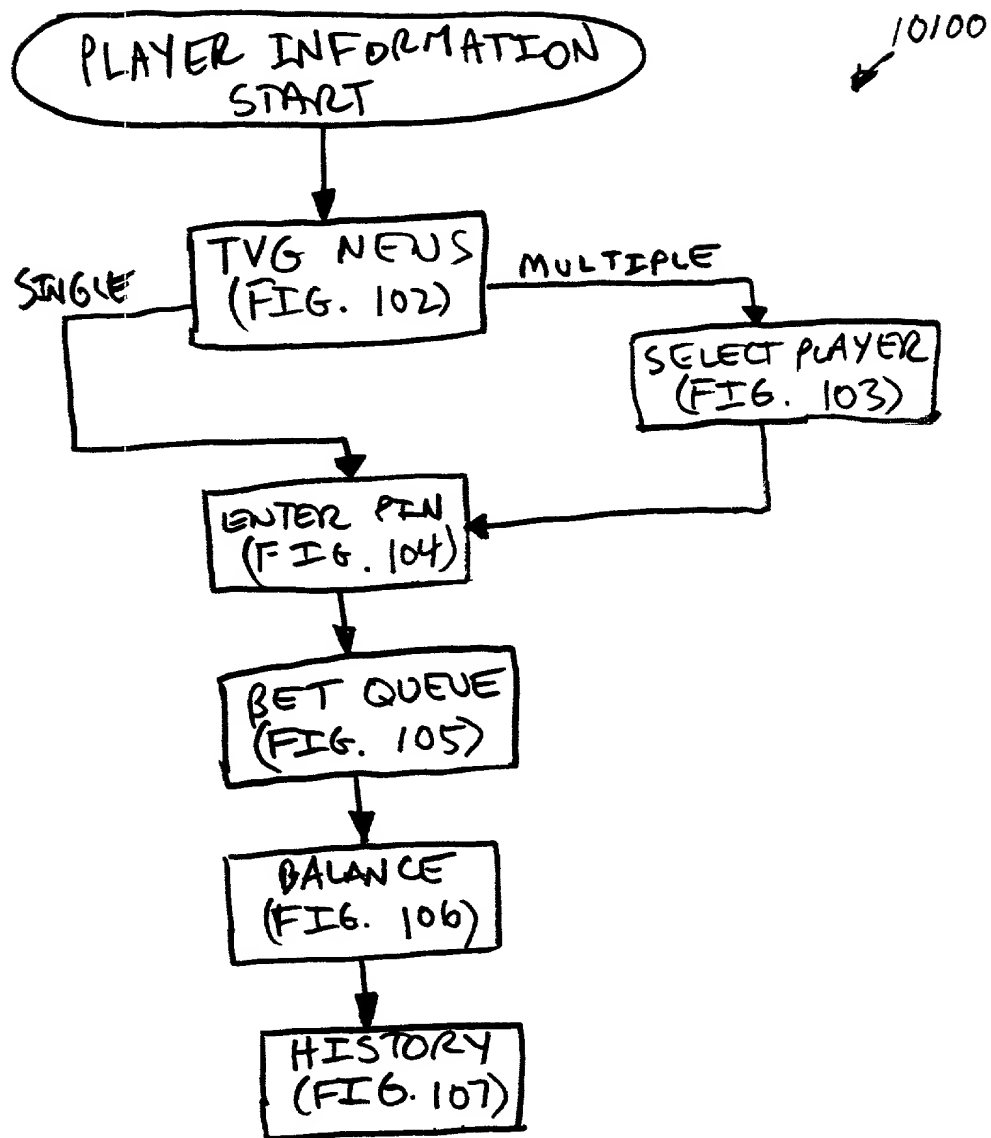 PLAYER INFORMATION
START
10100
TVG NEWS
(FIG. 102)
SINGLE
MULTIPLE
SELECT PLAYER
(FIG. 103)
ENTER PIN
(FIG. 104)
BET QUEUE
(FIG. 105)
BALANCE
(FIG. 106)
HISTORY
(FIG. 107)